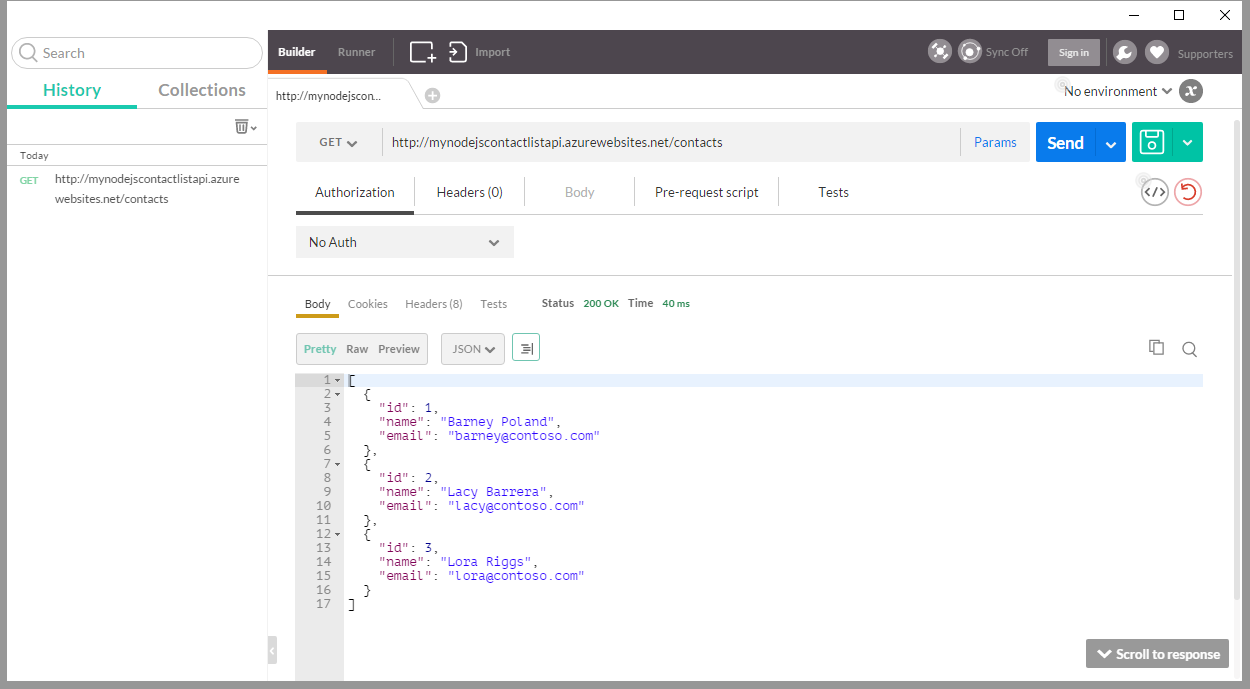 Search
History Collections
Today
GET http://mynodejscontactlistapi.azure
websites.net/contacts
Builder Runner Import Sync Off Sign in Supporters
http://mynodejscon... No environment x
GET http://mynodejscontactlistapi.azurewebsites.net/contacts Params Send
Authorization Headers (0) Body Pre-request script Tests </>
No Auth
Body Cookies Headers (8) Tests Status 200 OK Time 40 ms
Pretty Raw Preview JSON
1 [
2 {
3 "id": 1,
4 "name": "Barney Poland",
5 "email": "barney@contoso.com"
6 },
7 {
8 "id": 2,
9 "name": "Lacy Barrera",
10 "email": "lacy@contoso.com"
11 },
12 {
13 "id": 3,
14 "name": "Lora Riggs",
15 "email": "lora@contoso.com"
16 }
17 ]
Scroll to response